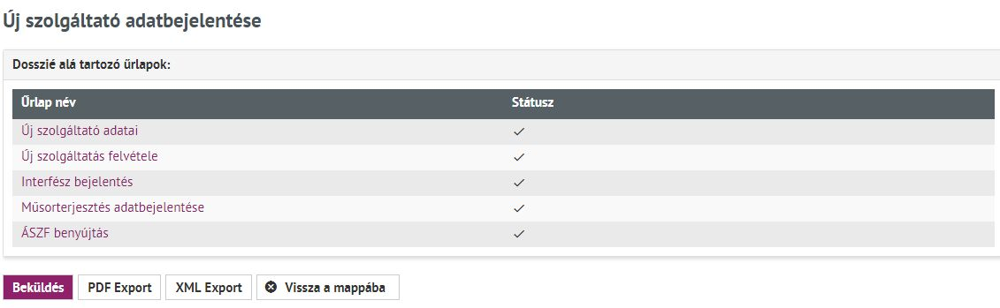 Új szolgáltató adatbejelentése
Dosszié alá tartozó űrlapok:
Űrlap név Státusz
Új szolgáltató adatai
Új szolgáltatás felvétele
Interfész bejelentés
Műsorterjesztés adatbejelentése
ÁSZF benyújtás
Beküldés PDF Export XML Export Vissza a mappába